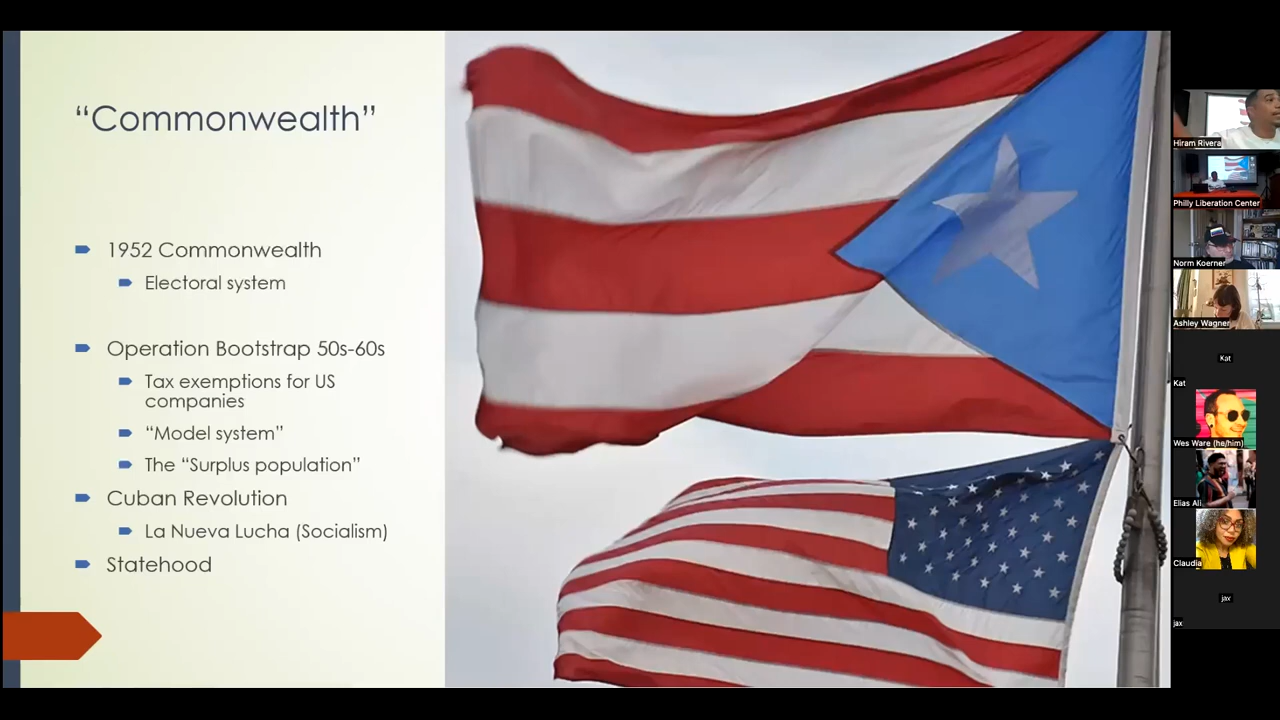 “Commonwealth”
1952 Commonwealth
Electoral system
Operation Bootstrap 50s-60s
Tax exemptions for US
companies
“Model system”
The “Surplus population”
Cuban Revolution
La Nueva Lucha (Socialism)
Statehood
Hiram Rivera
Philly Liberation Center
Norm Koerner
Ashley Wagner
Kat
Kat
Wes Ware (he/him)
Elias Ali
Claudia
jax
jax